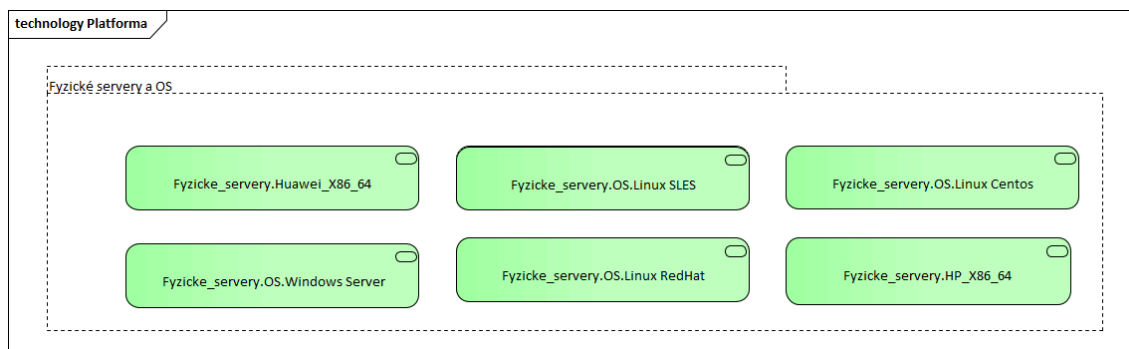 technology Platforma
Fyzické servery a OS
Fyzicke_servery.Huawei_X86_64
Fyzicke_servery.OS.Linux SLES
Fyzicke_servery.OS.Linux Centos
Fyzicke_servery.OS.Windows Server
Fyzicke_servery.OS.Linux RedHat
Fyzicke_servery.HP_X86_64